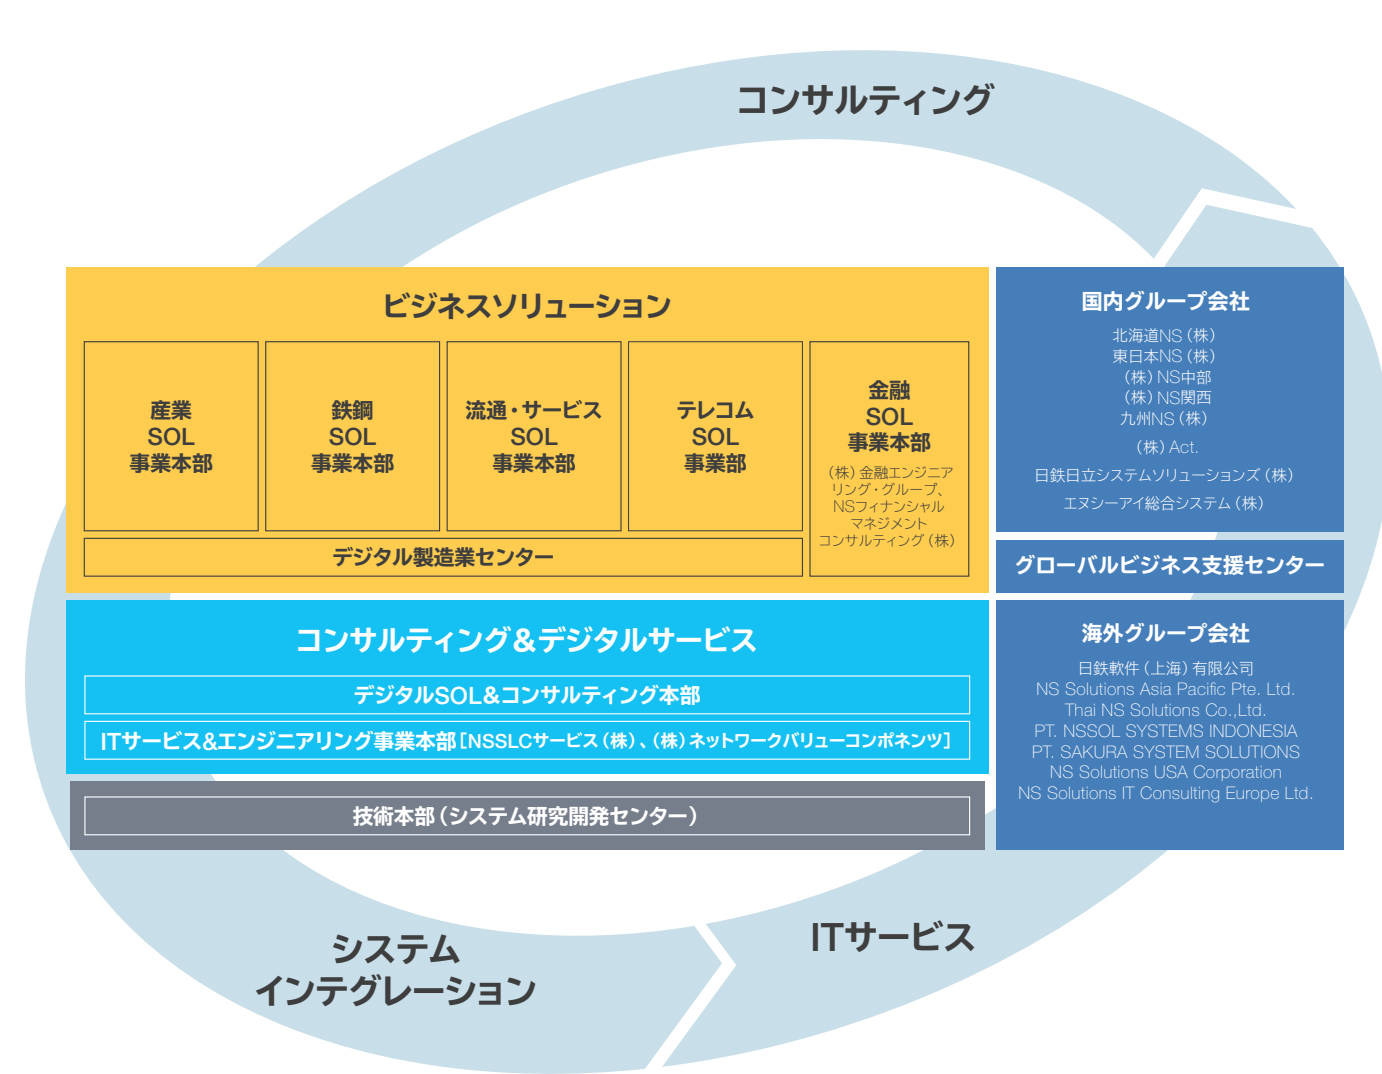 コンサルティング
ビジネスソリューション
産業
SOL
事業本部
鉄鋼
SOL
事業本部
流通・サービス
SOL
事業本部
テレコム
SOL
事業部
金融
SOL
事業本部
（株）金融エンジニア
リング・グループ、
NSフィナンシャル
マネジメント
コンサルティング（株）
デジタル製造業センター
コンサルティング＆デジタルサービス
デジタルSOL&コンサルティング本部
ITサービス&エンジニアリング事業本部［NSSLCサービス（株）、（株）ネットワークバリューコンポネンツ］
技術本部（システム研究開発センター）
国内グループ会社
北海道NS（株）
東日本NS（株）
（株）NS中部
（株）NS関西
九州NS（株）
（株）Act.
日鉄日立システムソリューションズ（株）
エヌシーアイ総合システム（株）
グローバルビジネス支援センター
海外グループ会社
日鉄軟件（上海）有限公司
NS Solutions Asia Pacific Pte. Ltd.
Thai NS Solutions Co.,Ltd.
PT. NSSOL SYSTEMS INDONESIA
PT. SAKURA SYSTEM SOLUTIONS
NS Solutions USA Corporation
NS Solutions IT Consulting Europe Ltd.
システム
インテグレーション
ITサービス